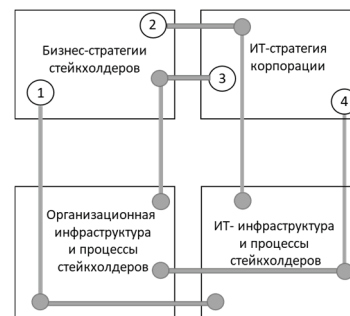 2
Бизнес-стратегии
стейкхолдеров
ИТ-стратегия
корпорации
3
1
4
Организационная
инфраструктура
и процессы
стейкхолдеров
ИТ- инфраструктура
и процессы
стейкхолдеров